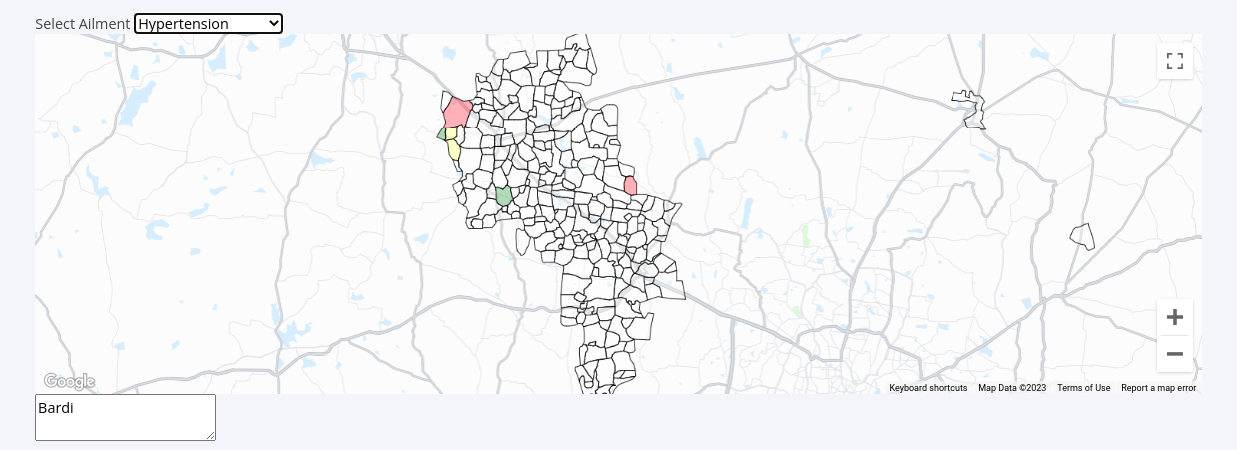 Select Ailment Hypertension
Google
Keyboard shortcuts Map Data ©2023 Terms of Use Report a map error
Bardi